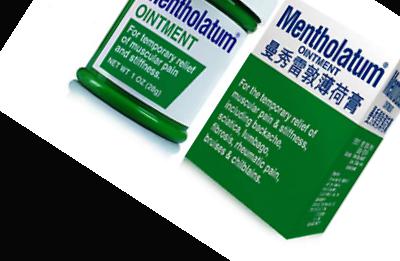 Mentholatum®
OINTMENT
For temporary relief
of muscular pain
and stiffness.
NET WT 1 OZ (28g)
Mentholatum®
OINTMENT
曼秀雷敦薄荷膏
For the temporary relief of
muscular pain & stiffness,
including backache,
sciatica, lumbago,
fibrosis, rheumatic pain,
bruises & chilblains.